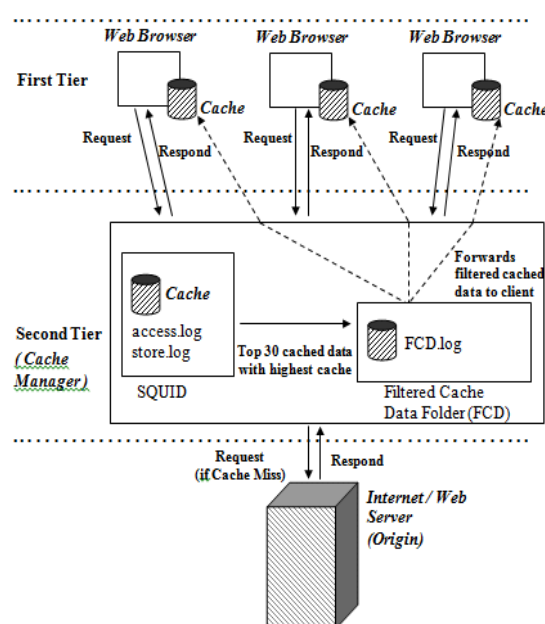 Web Browser
Web Browser
Web Browser
First Tier
Cache
Cache
Cache
Request
Respond
Request
Respond
Request
Respond
Forwards
filtered cached
data to client
Cache
access.log
store.log
SQUID
Second Tier
( Cache
Manager)
Top 30 cached data
with highest cache
FCD.log
Filtered Cache
Data Folder (FCD)
Request
(if Cache Miss)
Respond
Internet / Web
Server
(Origin)